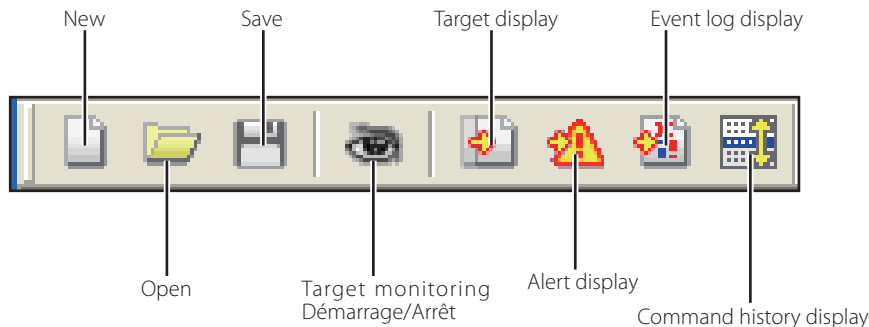 New
Save
Target display
Event log display
Open
Target monitoring
Démarrage/Arrêt
Alert display
Command history display